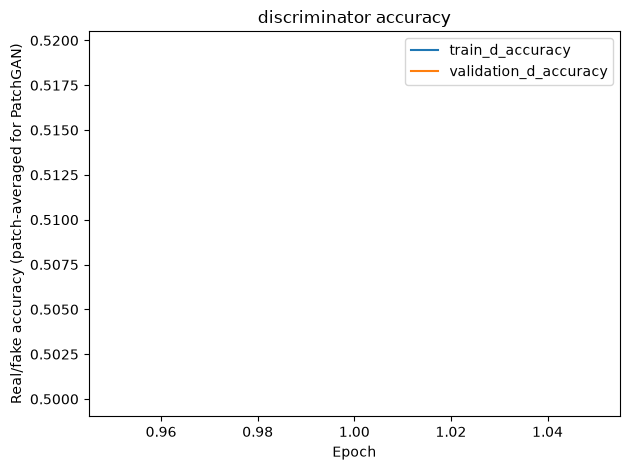 discriminator accuracy
train_d_accuracy
validation_d_accuracy
Real/fake accuracy (patch-averaged for PatchGAN)
0.5200
0.5175
0.5150
0.5125
0.5100
0.5075
0.5050
0.5025
0.5000
0.96 0.98 1.00 1.02 1.04
Epoch